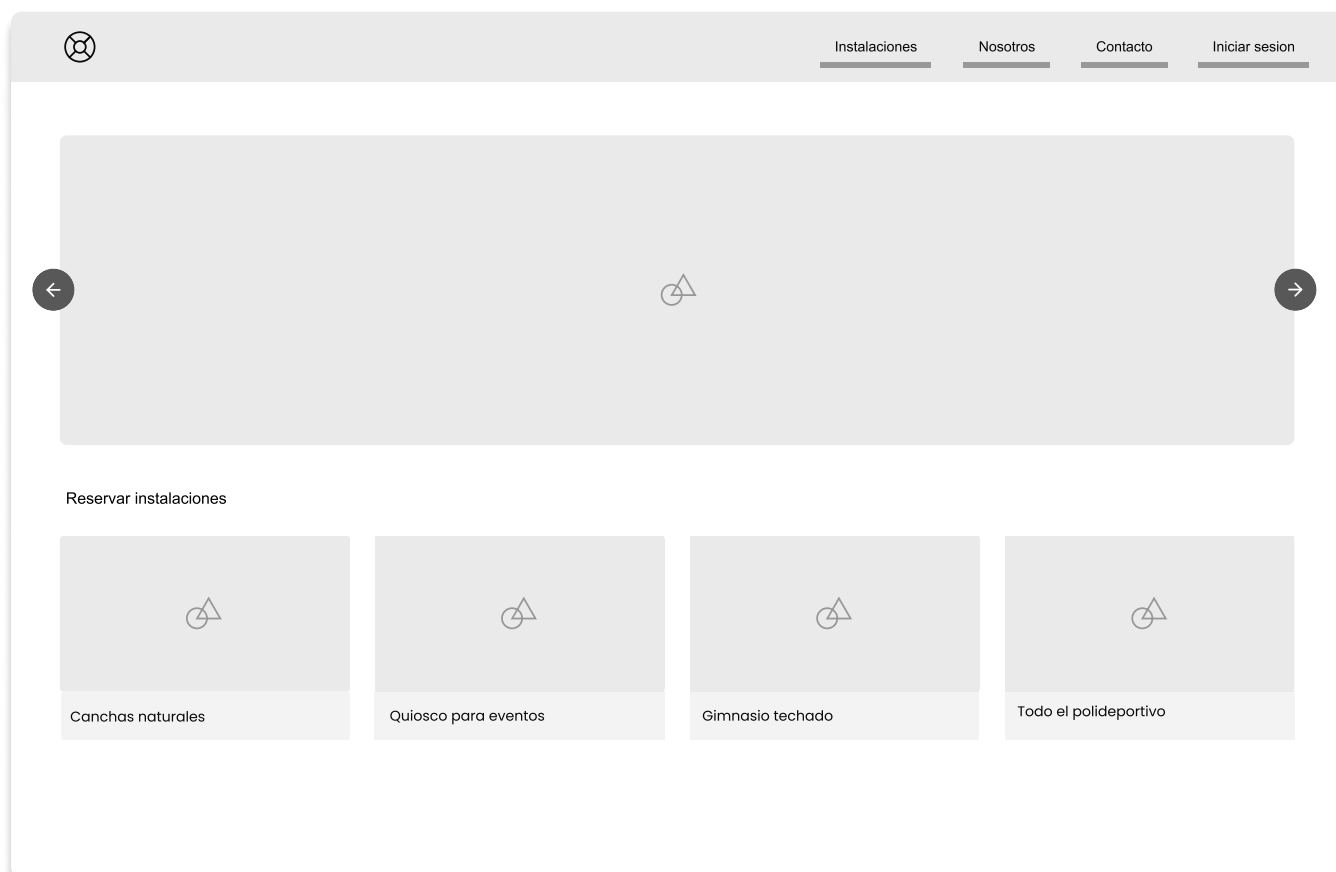 Instalaciones
Nosotros
Contacto
Iniciar sesion
Reservar instalaciones
Canchas naturales
Quiosco para eventos
Gimnasio techado
Todo el polideportivo